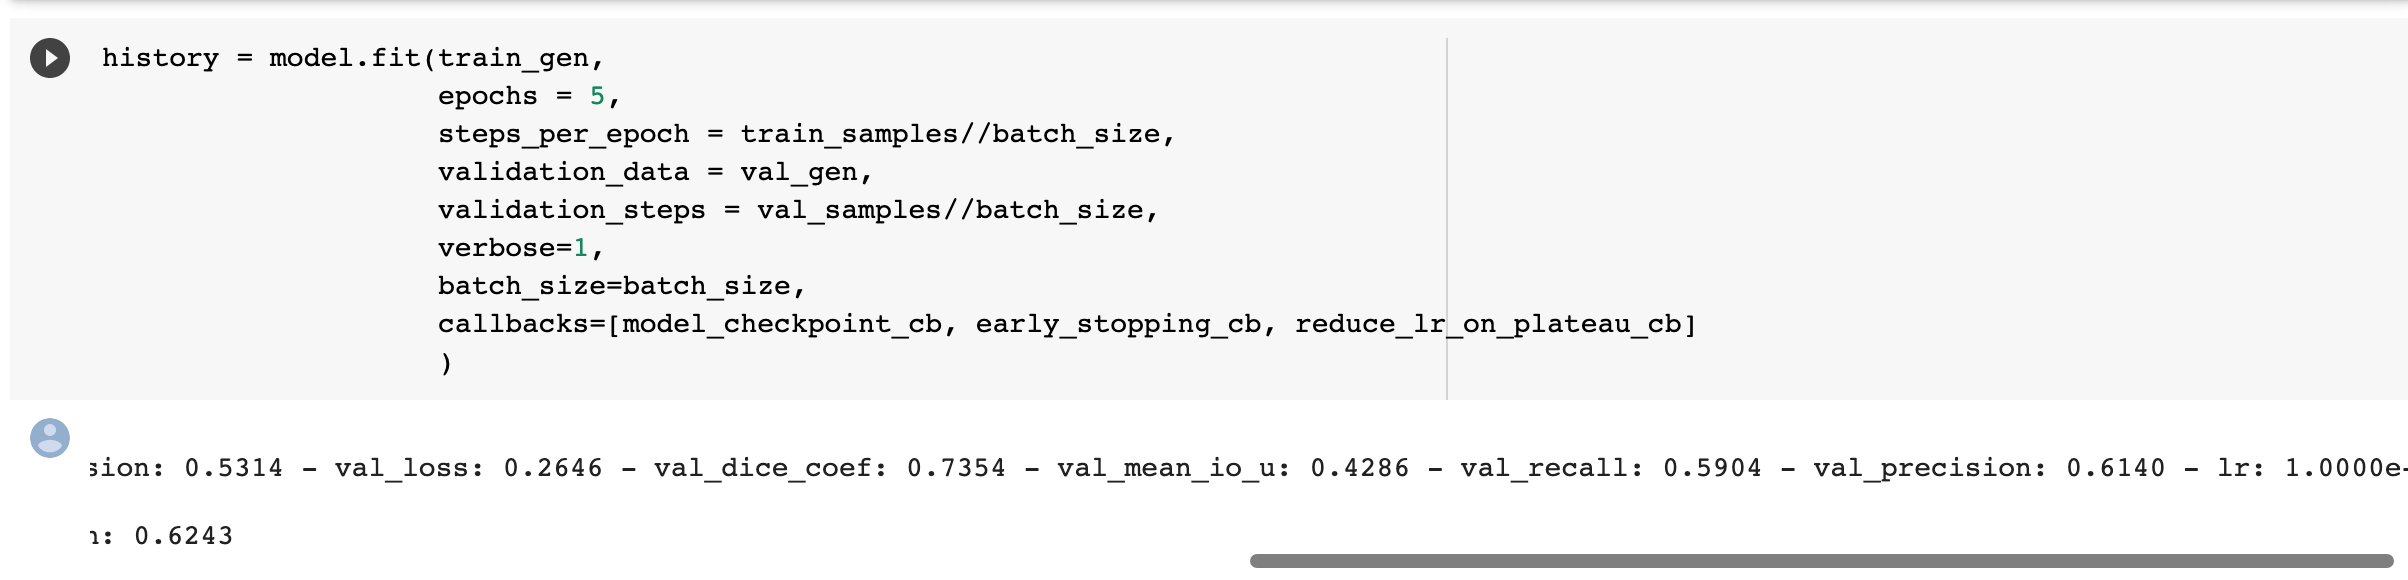 history = model.fit(train_gen,
epochs = 5,
steps_per_epoch = train_samples//batch_size,
validation_data = val_gen,
validation_steps = val_samples//batch_size,
verbose=1,
batch_size=batch_size,
callbacks=[model_checkpoint_cb, early_stopping_cb, reduce_lr_on_plateau_cb]
)
sion: 0.5314 - val_loss: 0.2646 - val_dice_coef: 0.7354 - val_mean_io_u: 0.4286 - val_recall: 0.5904 - val_precision: 0.6140 - lr: 1.0000e-
n: 0.6243